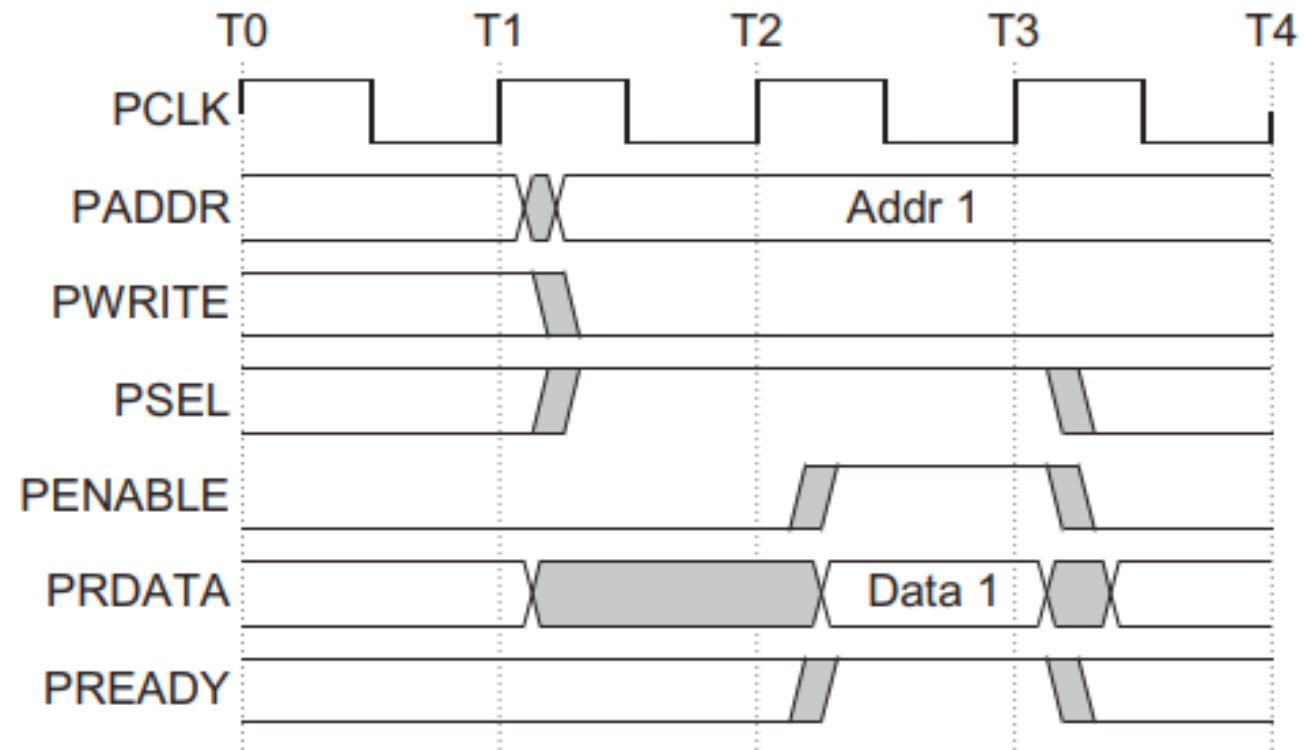 T0 T1 T2 T3 T4
PCLK
PADDR Addr 1
PWRITE
PSEL
PENABLE
PRDATA Data 1
PREADY